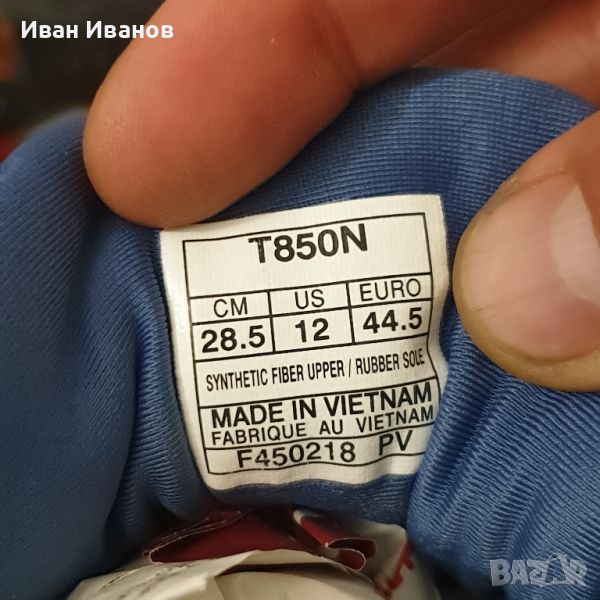 Иван Иванов
T850N
CM US EURO
28.5 12 44.5
SYNTHETIC FIBER UPPER / RUBBER SOLE
MADE IN VIETNAM
FABRIQUE AU VIETNAM
F450218 PV
BAZAR